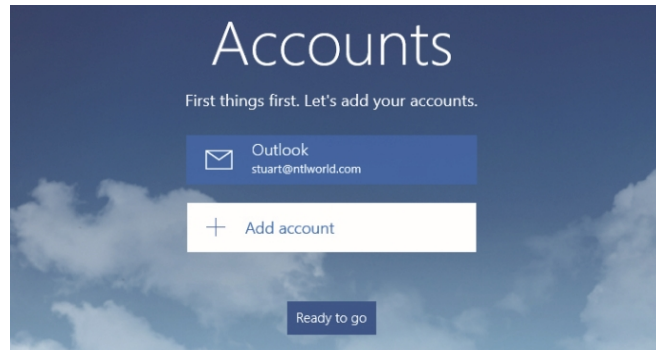 Accounts
First things first. Let's add your accounts.
Outlook
stuart@ntlworld.com
Add account
Ready to go